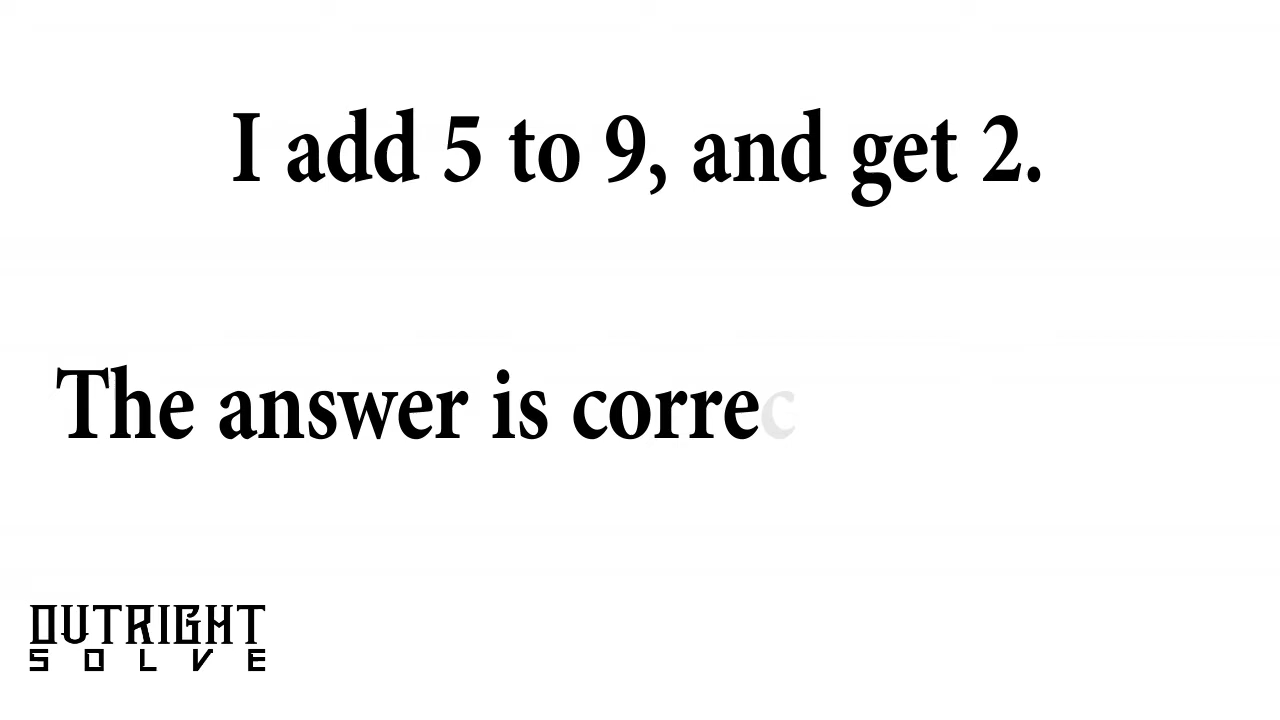 I add 5 to 9, and get 2.
The answer is correc
OUTRIGHT
SOLVE